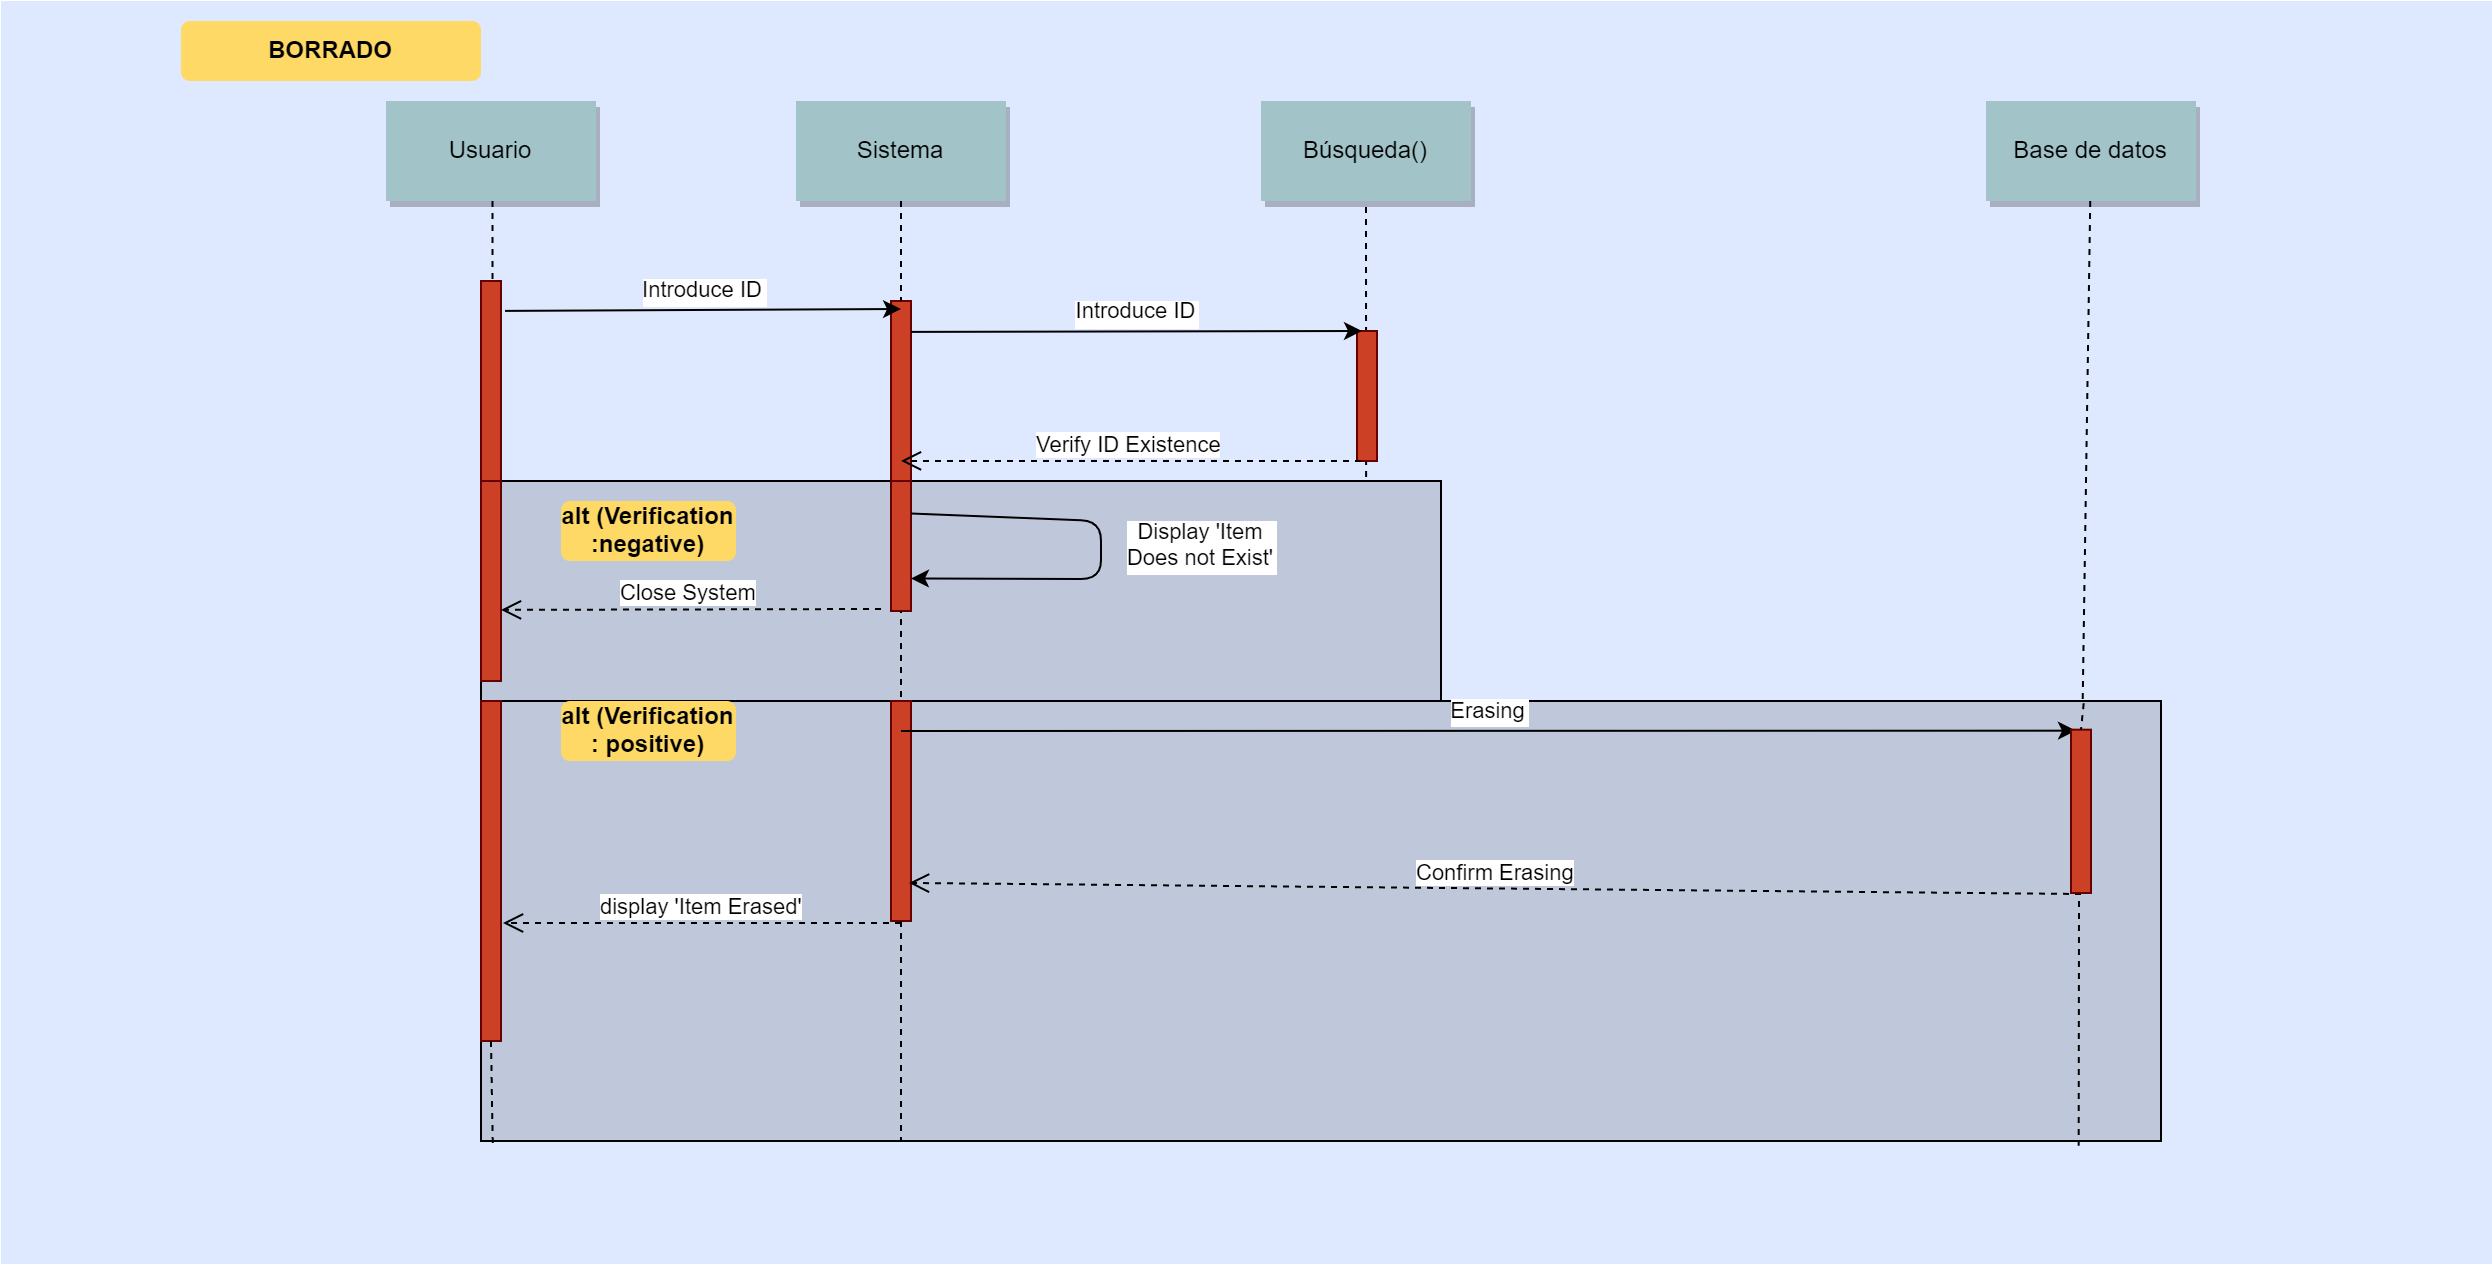 BORRADO
Usuario
Sistema
Búsqueda()
Base de datos
Introduce ID
Introduce ID
Verify ID Existence
alt (Verification
:negative)
Display 'Item
Does not Exist'
Close System
alt (Verification
: positive)
Erasing
Confirm Erasing
display 'Item Erased'